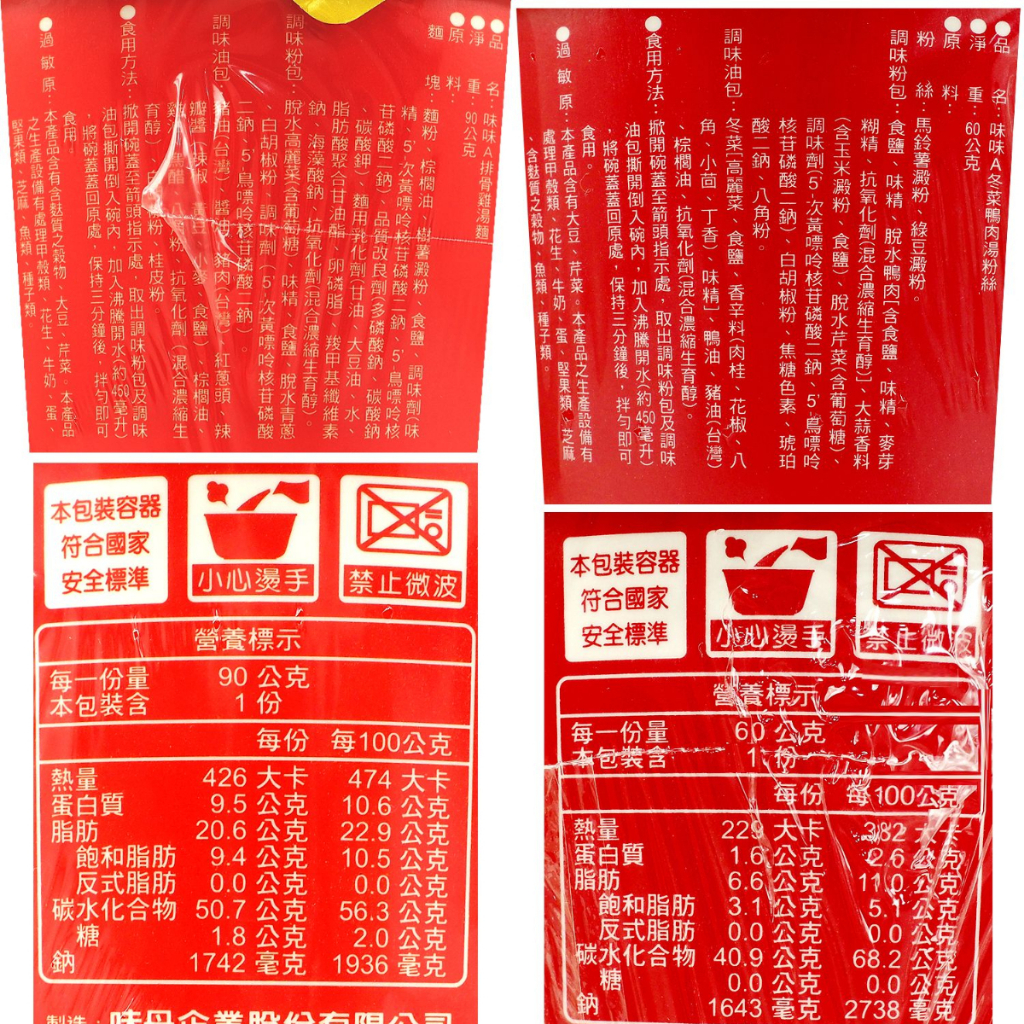 ●品　名：味味A排骨雞湯麵
●淨　重：90公克
●原　料：
麵　塊：麵粉、棕櫚油、樹薯澱粉、食鹽、調味劑味
精、5'次黃嘌呤核苷磷酸二鈉、5'鳥嘌呤核
苷磷酸二鈉、品質改良劑(多磷酸鈉、碳酸鈉
、碳酸鉀)、麵用乳化劑(甘油、大豆油、水、
脂肪酸聚合甘油酯、卵磷脂)、羧甲基纖維素
鈉、海藻酸鈉、抗氧化劑(混合濃縮生育醇)。
調味粉包：脫水高麗菜(含葡萄糖)、味精、食鹽、脫水青蔥
、白胡椒粉、調味劑(5'次黃嘌呤核苷磷酸
二鈉、5'鳥嘌呤核苷磷酸二鈉)。
調味油包：豬油(台灣)、醬油、豬肉(台灣)、紅蔥頭、辣
瓣醬(辣椒、豆、小麥、食鹽)、棕櫚油、
粉、抗氧化劑(混合濃縮生
育醇)、白 粉、桂皮粉。
●食用方法：掀開碗蓋至箭頭指示處，取出調味粉包及調味
油包撕開倒入碗內，加入沸騰開水(約450毫升)
，將碗蓋蓋回原處，保持三分鐘後，拌勻即可
食用。
●過敏原：本產品含有含麩質之穀物、大豆、芹菜。本產品
之生產設備有處理甲殼類、花生、牛奶、蛋、
堅果類、芝麻、魚類、種子類。
●品　名：味味A冬菜鴨肉湯粉絲
●淨　重：60公克
●原　料：
粉　絲：馬鈴薯澱粉、綠豆澱粉。
調味粉包：食鹽、味精、脫水鴨肉[含食鹽、味精、麥芽
糊精、抗氧化劑(混合濃縮生育醇)]、大蒜香料
(含玉米澱粉、食鹽)、脫水芹菜(含葡萄糖)、
調味劑(5'次黃嘌呤核苷磷酸二鈉、5'鳥嘌呤
核苷磷酸二鈉)、白胡椒粉、焦糖色素、琥珀
酸二鈉、八角粉。
調味油包：冬菜[高麗菜、食鹽、香辛料(肉桂、花椒、八
角、小茴、丁香)、味精]、鴨油、豬油(台灣)
、棕櫚油、抗氧化劑(混合濃縮生育醇)。
●食用方法：掀開碗蓋至箭頭指示處，取出調味粉包及調味
油包撕開倒入碗內，加入沸騰開水(約450毫升)
，將碗蓋蓋回原處，保持三分鐘後，拌勻即可
食用。
●過敏原：本產品含有大豆、芹菜。本產品之生產設備有
處理甲殼類、花生、牛奶、蛋、堅果類、芝麻
、含麩質之穀物、魚類、種子類。
本包裝容器
符合國家
安全標準
小心燙手
禁止微波
營養標示
每一份量 90 公克
本包裝含 1 份
每份 每100公克
熱量 426 大卡 474 大卡
蛋白質 9.5 公克 10.6 公克
脂肪 20.6 公克 22.9 公克
飽和脂肪 9.4 公克 10.5 公克
反式脂肪 0.0 公克 0.0 公克
碳水化合物 50.7 公克 56.3 公克
糖 1.8 公克 2.0 公克
鈉 1742 毫克 1936 毫克
製造：味丹企業股份有限公司
本包裝容器
符合國家
安全標準
小心燙手
禁止微波
營養標示
每一份量 60 公克
本包裝含 1 份
每份 每100公克
熱量 229 大卡 382 大卡
蛋白質 1.6 公克 2.6 公克
脂肪 6.6 公克 11.0 公克
飽和脂肪 3.1 公克 5.1 公克
反式脂肪 0.0 公克 0.0 公克
碳水化合物 40.9 公克 68.2 公克
糖 0.0 公克 0.0 公克
鈉 1643 毫克 2738 毫克